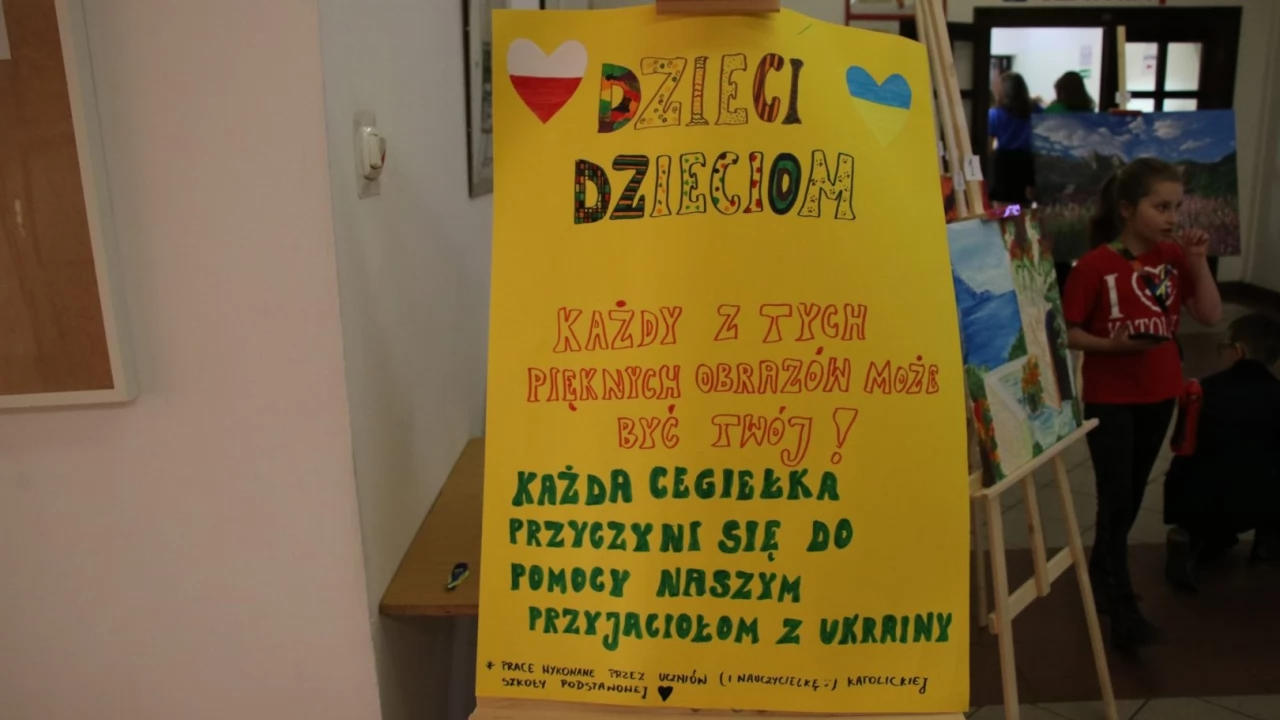 DZIECI
DZIECIOM
KAŻDY Z TYCH
PIĘKNYCH OBRAZÓW MOŻE
BYĆ TWÓJ!
KAŻDA CEGIEŁKA
PRZYCZYNI SIĘ DO
POMOCY NASZYM
PRZYJACIOŁOM Z UKRAINY
* PRACE WYKONANE PRZEZ UCZNIÓW (I NAUCZYCIELKĘ:) KATOLICKIEJ
SZKOŁY PODSTAWOWEJ ♥
I
KATOL